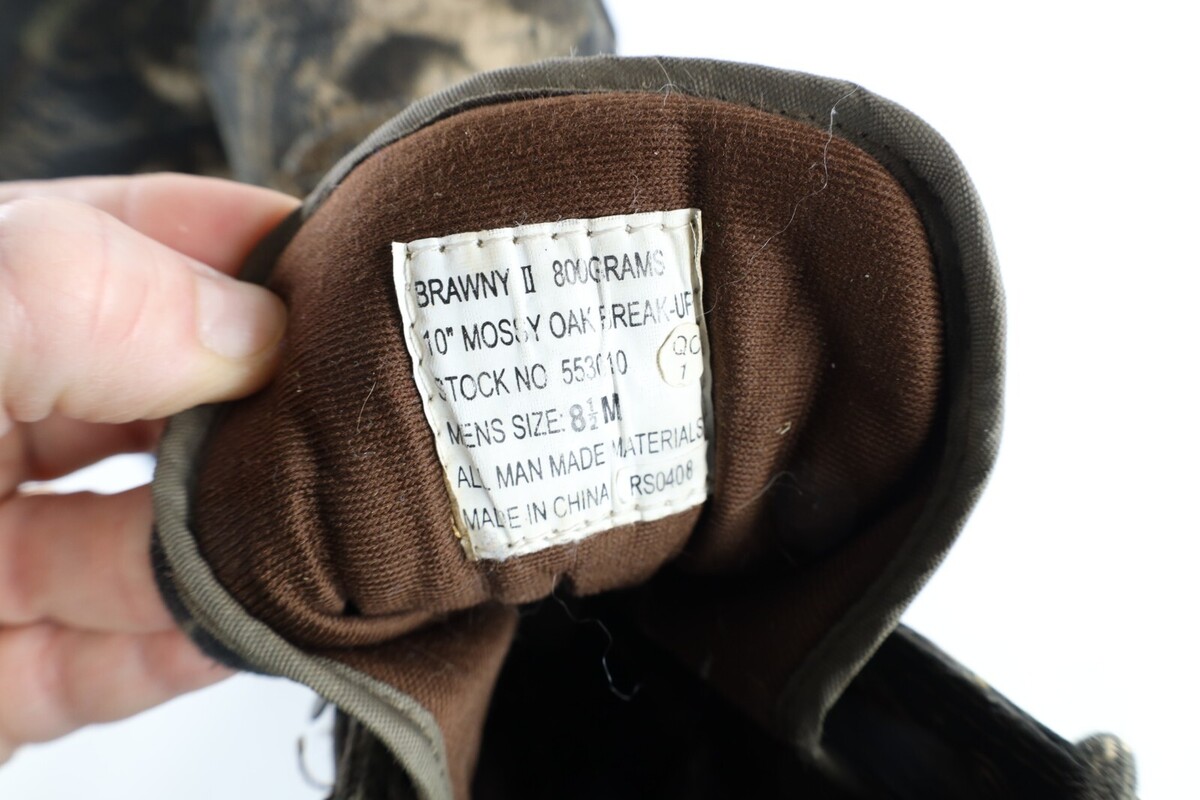 BRAWNY II 800GRAMS
10" MOSSY OAK BREAK-UP
STOCK NO 553010
QC
1
MENS SIZE: 8½ M
ALL MAN MADE MATERIALS
MADE IN CHINA RS0408